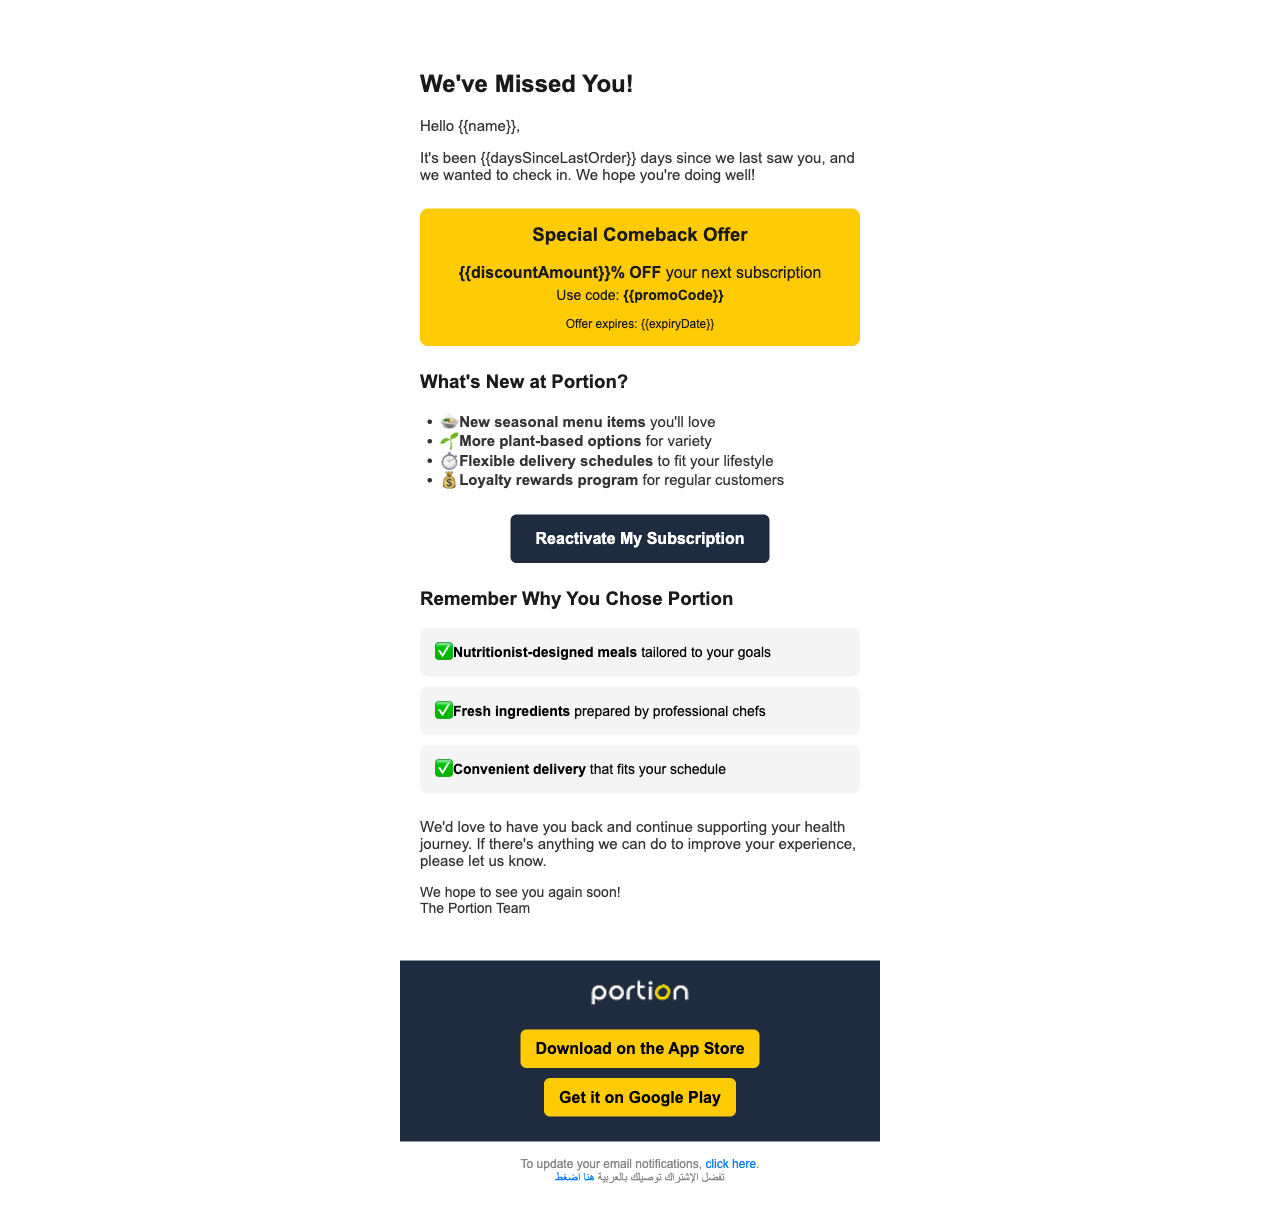 We've Missed You!
Hello {{name}},
It's been {{daysSinceLastOrder}} days since we last saw you, and
we wanted to check in. We hope you're doing well!
Special Comeback Offer
{{discountAmount}}% OFF your next subscription
Use code: {{promoCode}}
Offer expires: {{expiryDate}}
What's New at Portion?
• 🥗New seasonal menu items you'll love
• 🌱More plant-based options for variety
• ⏱️Flexible delivery schedules to fit your lifestyle
• 💰Loyalty rewards program for regular customers
Reactivate My Subscription
Remember Why You Chose Portion
✅Nutritionist-designed meals tailored to your goals
✅Fresh ingredients prepared by professional chefs
✅Convenient delivery that fits your schedule
We'd love to have you back and continue supporting your health
journey. If there's anything we can do to improve your experience,
please let us know.
We hope to see you again soon!
The Portion Team
portion
Download on the App Store
Get it on Google Play
To update your email notifications, click here.
تفضل الإشتراك توصيلك بالعربية هنا اضغط